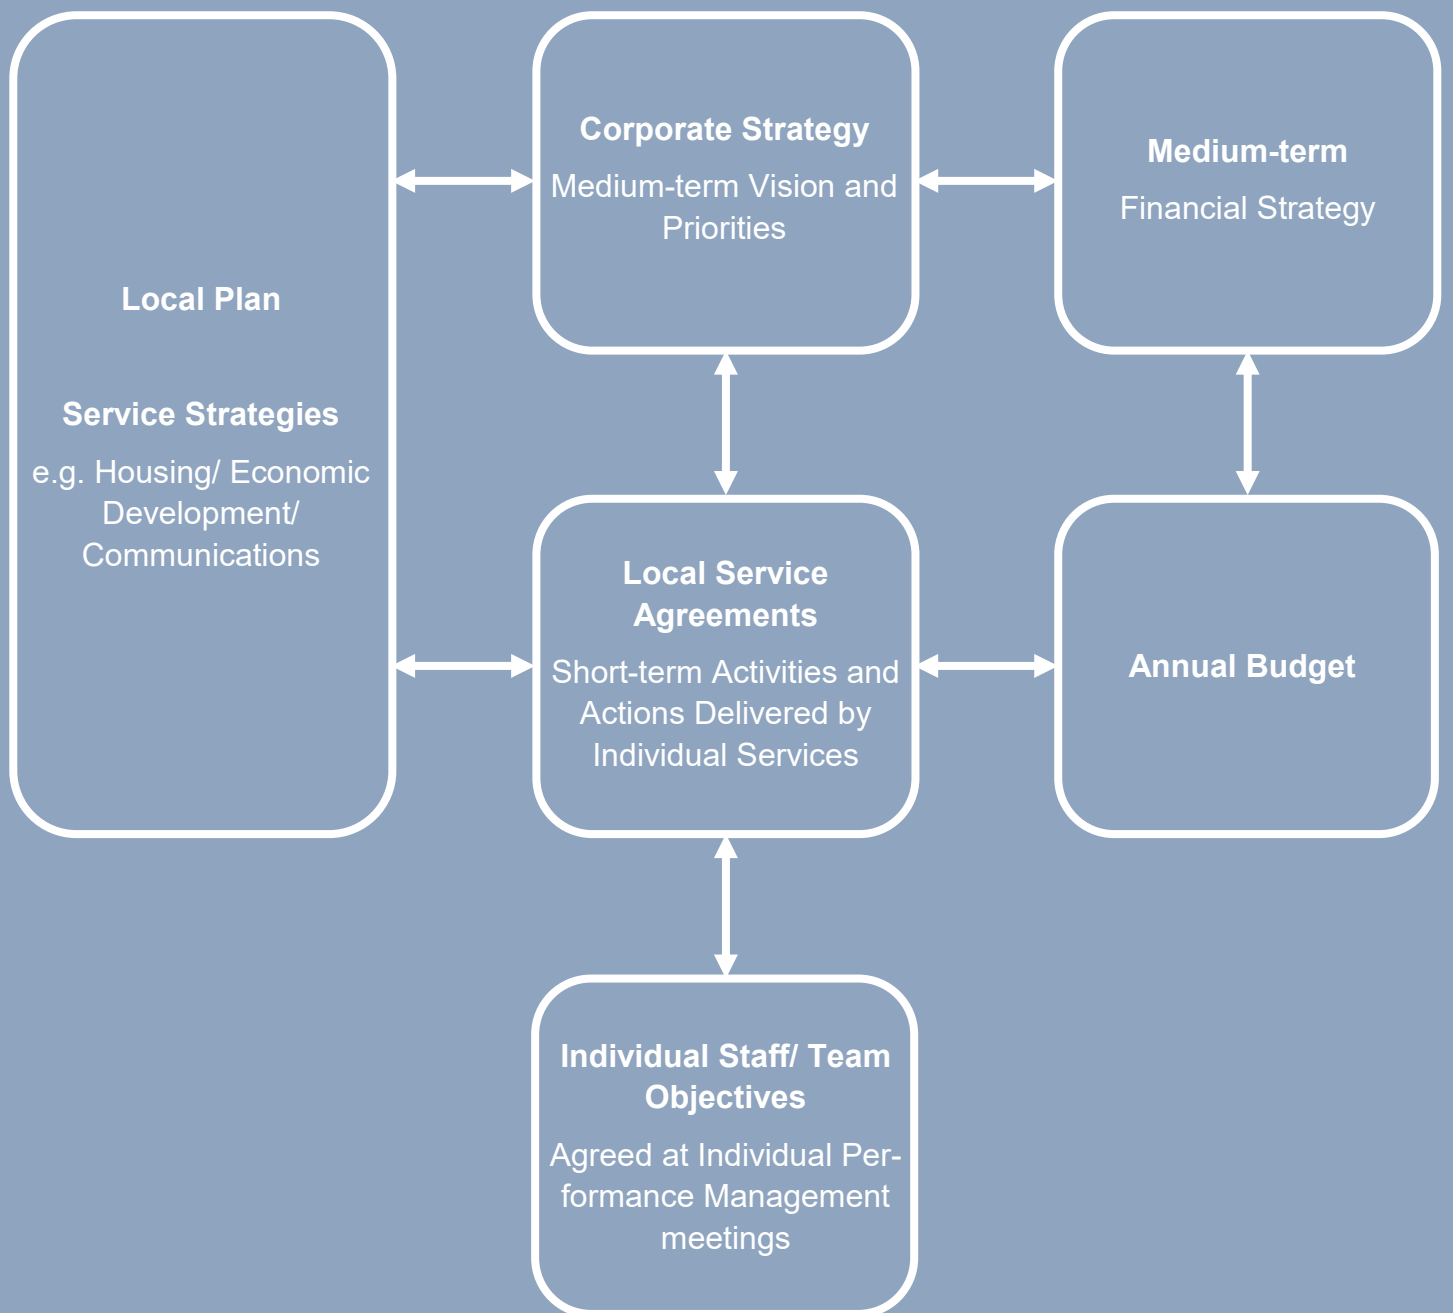 Local Plan
Service Strategies
e.g. Housing/ Economic
Development/
Communications
Corporate Strategy
Medium-term Vision and
Priorities
Medium-term
Financial Strategy
Local Service
Agreements
Short-term Activities and
Actions Delivered by
Individual Services
Annual Budget
Individual Staff/ Team
Objectives
Agreed at Individual Per-
formance Management
meetings